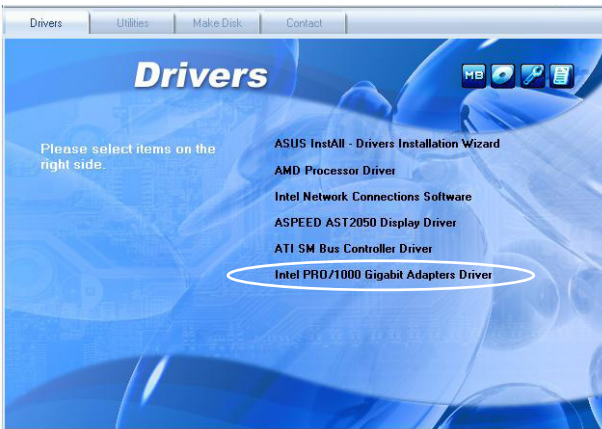 Drivers Utilities Make Disk Contact
Drivers
MB
Please select items on the
right side.
ASUS InstAll - Drivers Installation Wizard
AMD Processor Driver
Intel Network Connections Software
ASPEED AST2050 Display Driver
ATI SM Bus Controller Driver
Intel PRO/1000 Gigabit Adapters Driver